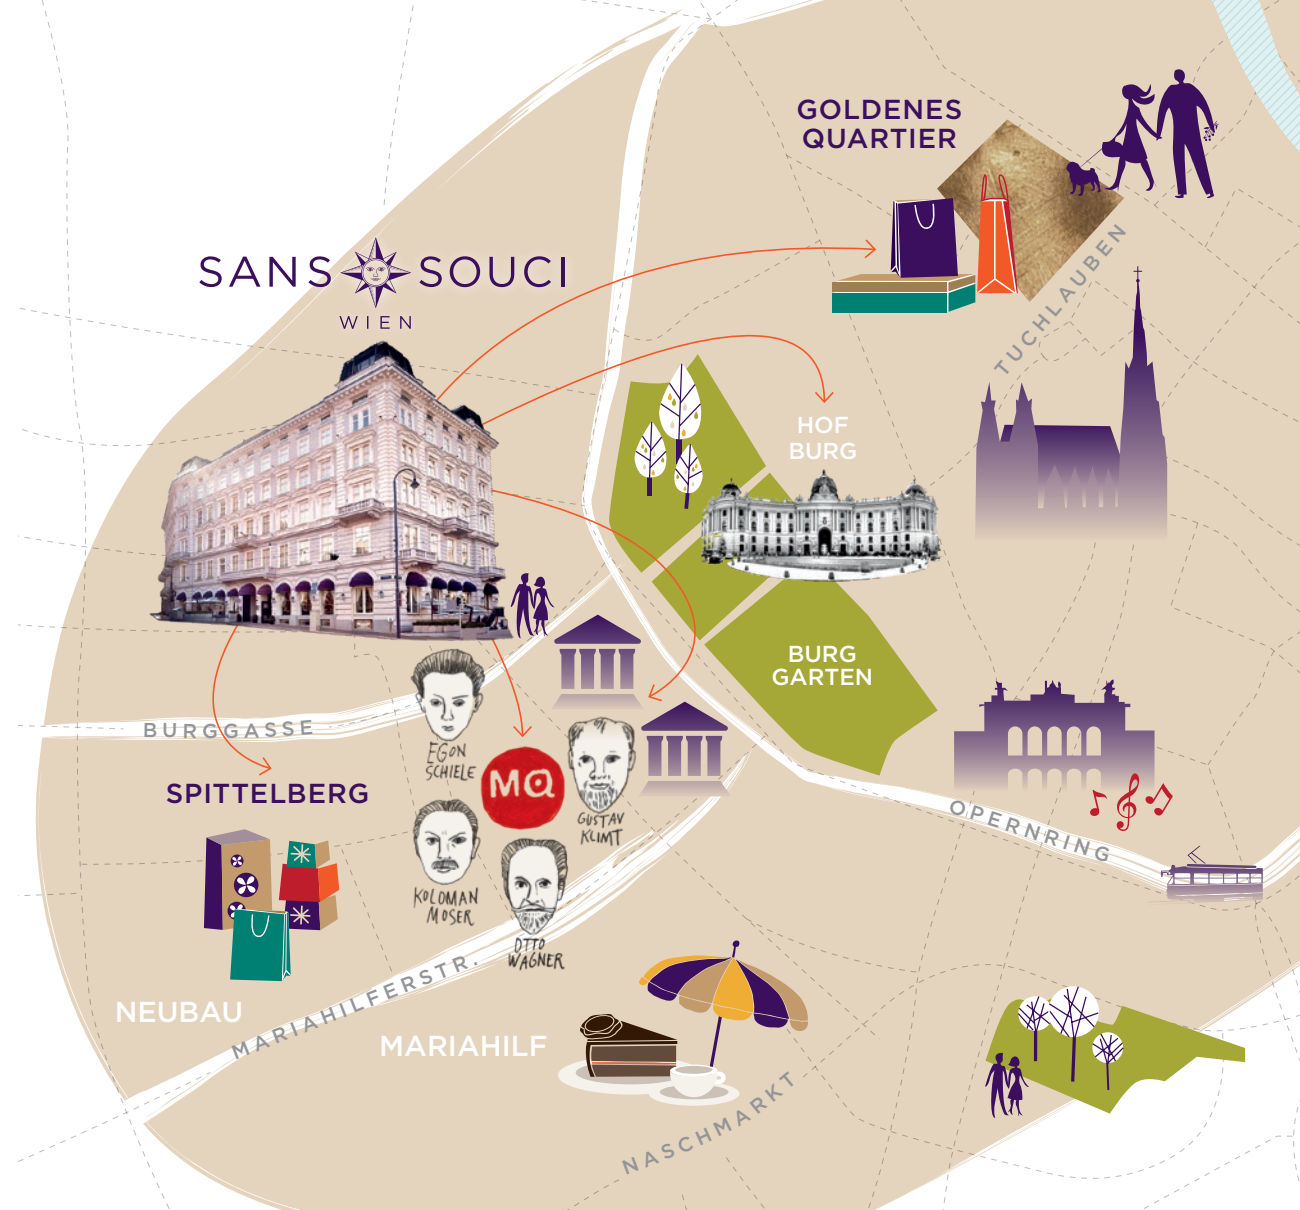 GOLDENES
QUARTIER
SANS SOUCI
WIEN
TUCHLAUBEN
HOF
BURG
BURG
GARTEN
BURGGASSE
EGON
SCHIELE
MQ
GUSTAV
KLIMT
SPITTELBERG
OPERNRING
KOLOMAN
MOSER
OTTO
WAGNER
NEUBAU
MARIAHILFERSTR.
MARIAHILF
NASCHMARKT